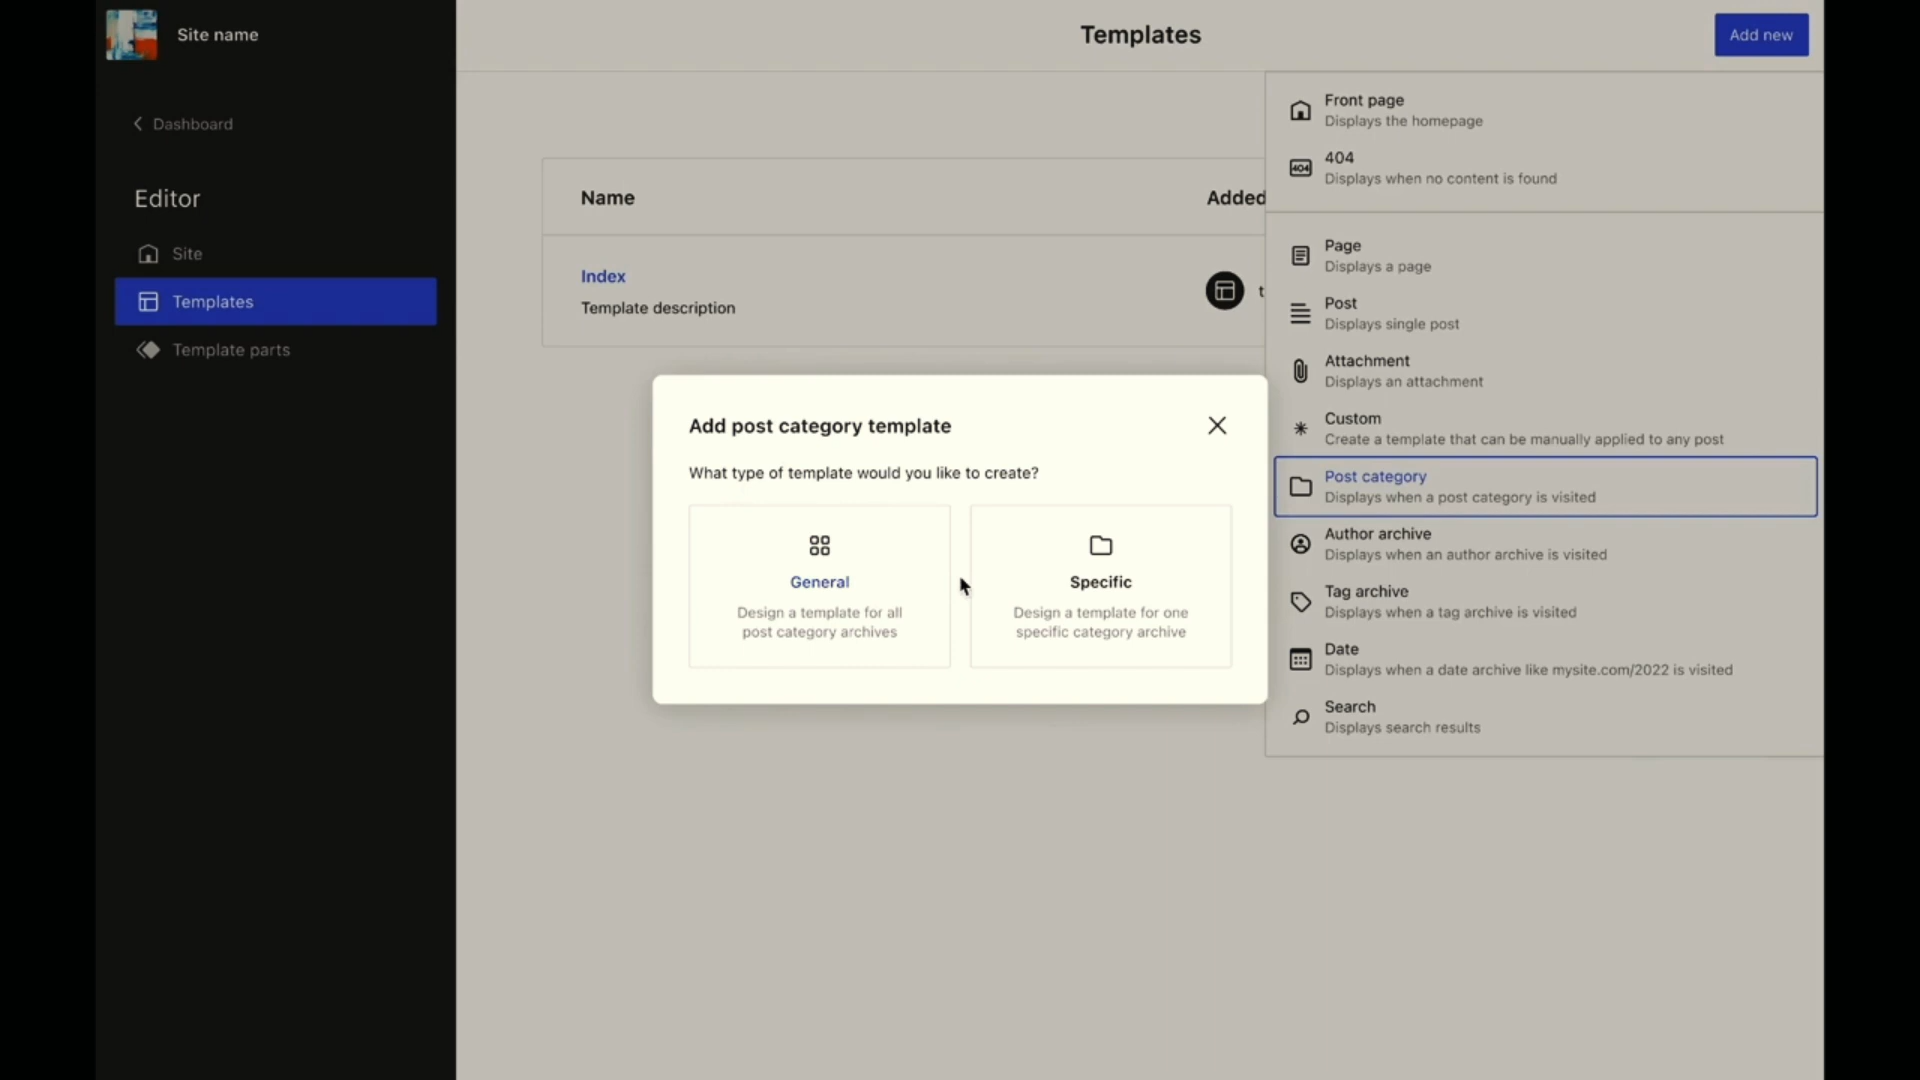 Site name
Dashboard
Editor
Site
Templates
Template parts
Templates
Add new
Name
Added
Index
Template description
t
Add post category template
What type of template would you like to create?
General
Design a template for all
post category archives
Specific
Design a template for one
specific category archive
Front page
Displays the homepage
404
404
Displays when no content is found
Page
Displays a page
Post
Displays single post
Attachment
Displays an attachment
Custom
Create a template that can be manually applied to any post
Post category
Displays when a post category is visited
Author archive
Displays when an author archive is visited
Tag archive
Displays when a tag archive is visited
Date
Displays when a date archive like mysite.com/2022 is visited
Search
Displays search results